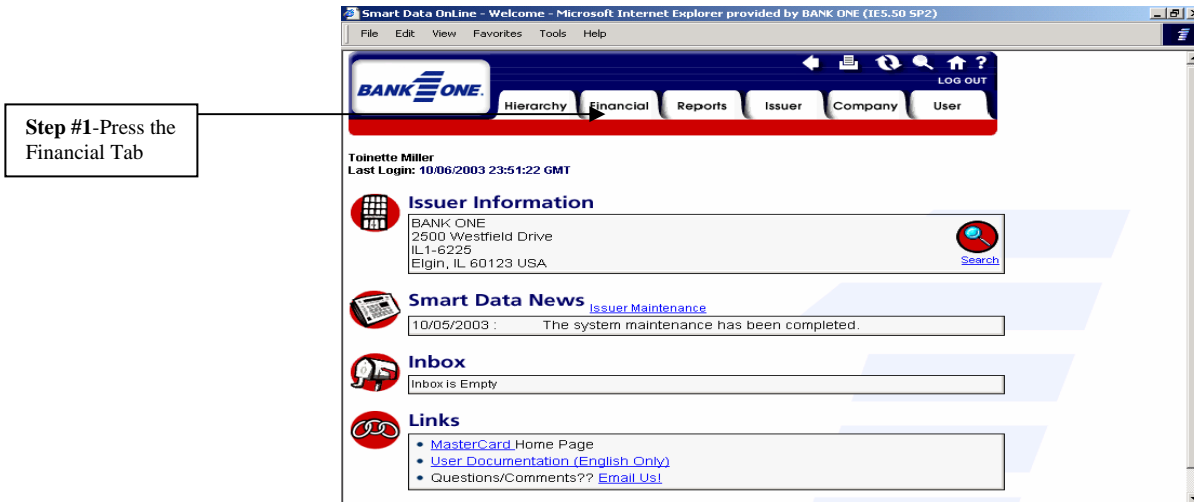 Smart Data OnLine - Welcome - Microsoft Internet Explorer provided by BANK ONE (IE5.50 SP2)
File Edit View Favorites Tools Help
BANK ONE.
?
LOG OUT
Hierarchy Financial Reports Issuer Company User
Step #1-Press the
Financial Tab
Toinette Miller
Last Login: 10/06/2003 23:51:22 GMT
Issuer Information
BANK ONE
2500 Westfield Drive
IL1-6225
Elgin, IL 60123 USA
Search
Smart Data News Issuer Maintenance
10/05/2003 : The system maintenance has been completed.
Inbox
Inbox is Empty
Links
• MasterCard Home Page
• User Documentation (English Only)
• Questions/Comments?? Email Us!